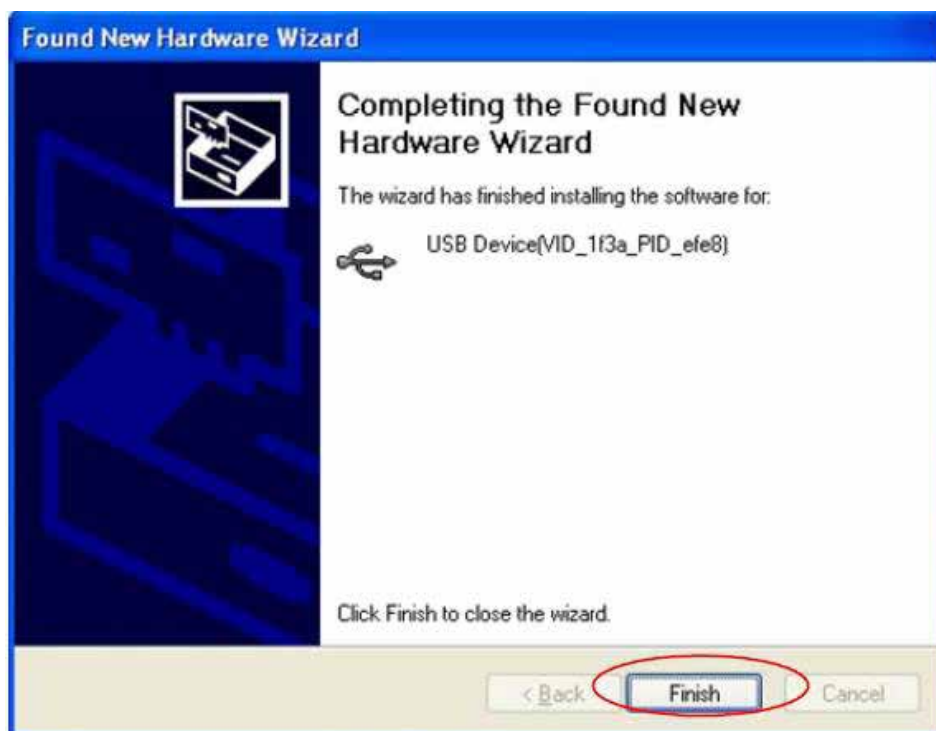 Found New Hardware Wizard
Completing the Found New
Hardware Wizard
The wizard has finished installing the software for:
USB Device(VID_1f3a_PID_efe8)
Click Finish to close the wizard.
< Back Finish Cancel